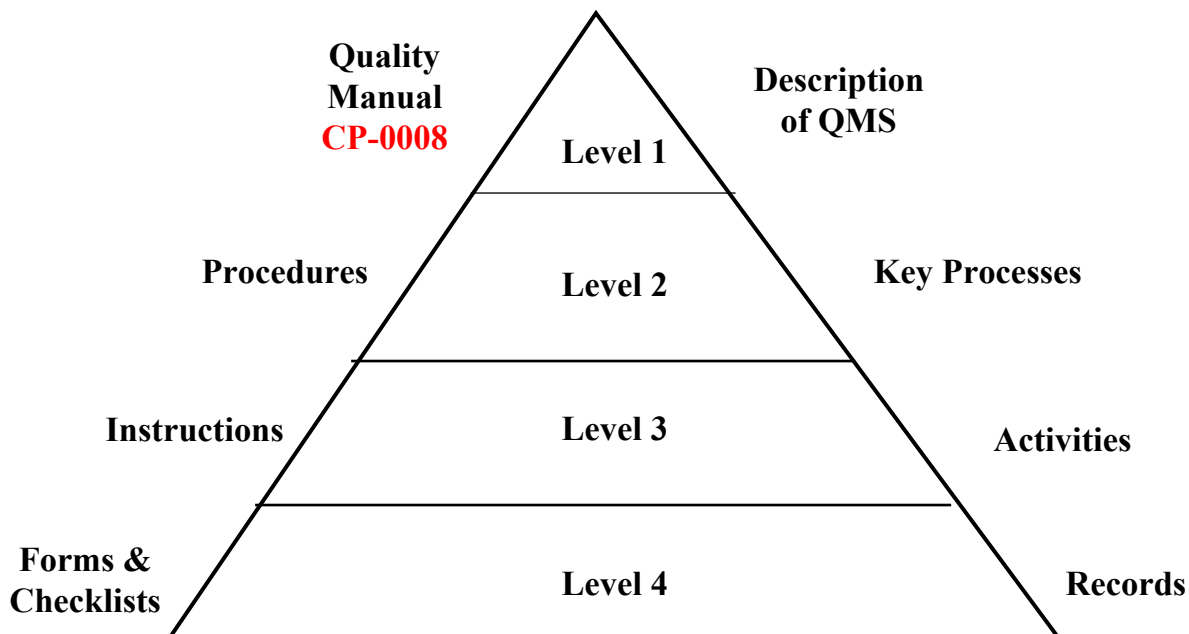 Quality
Manual
CP-0008
Description
of QMS
Level 1
Procedures
Level 2
Key Processes
Instructions
Level 3
Activities
Forms &
Checklists
Level 4
Records